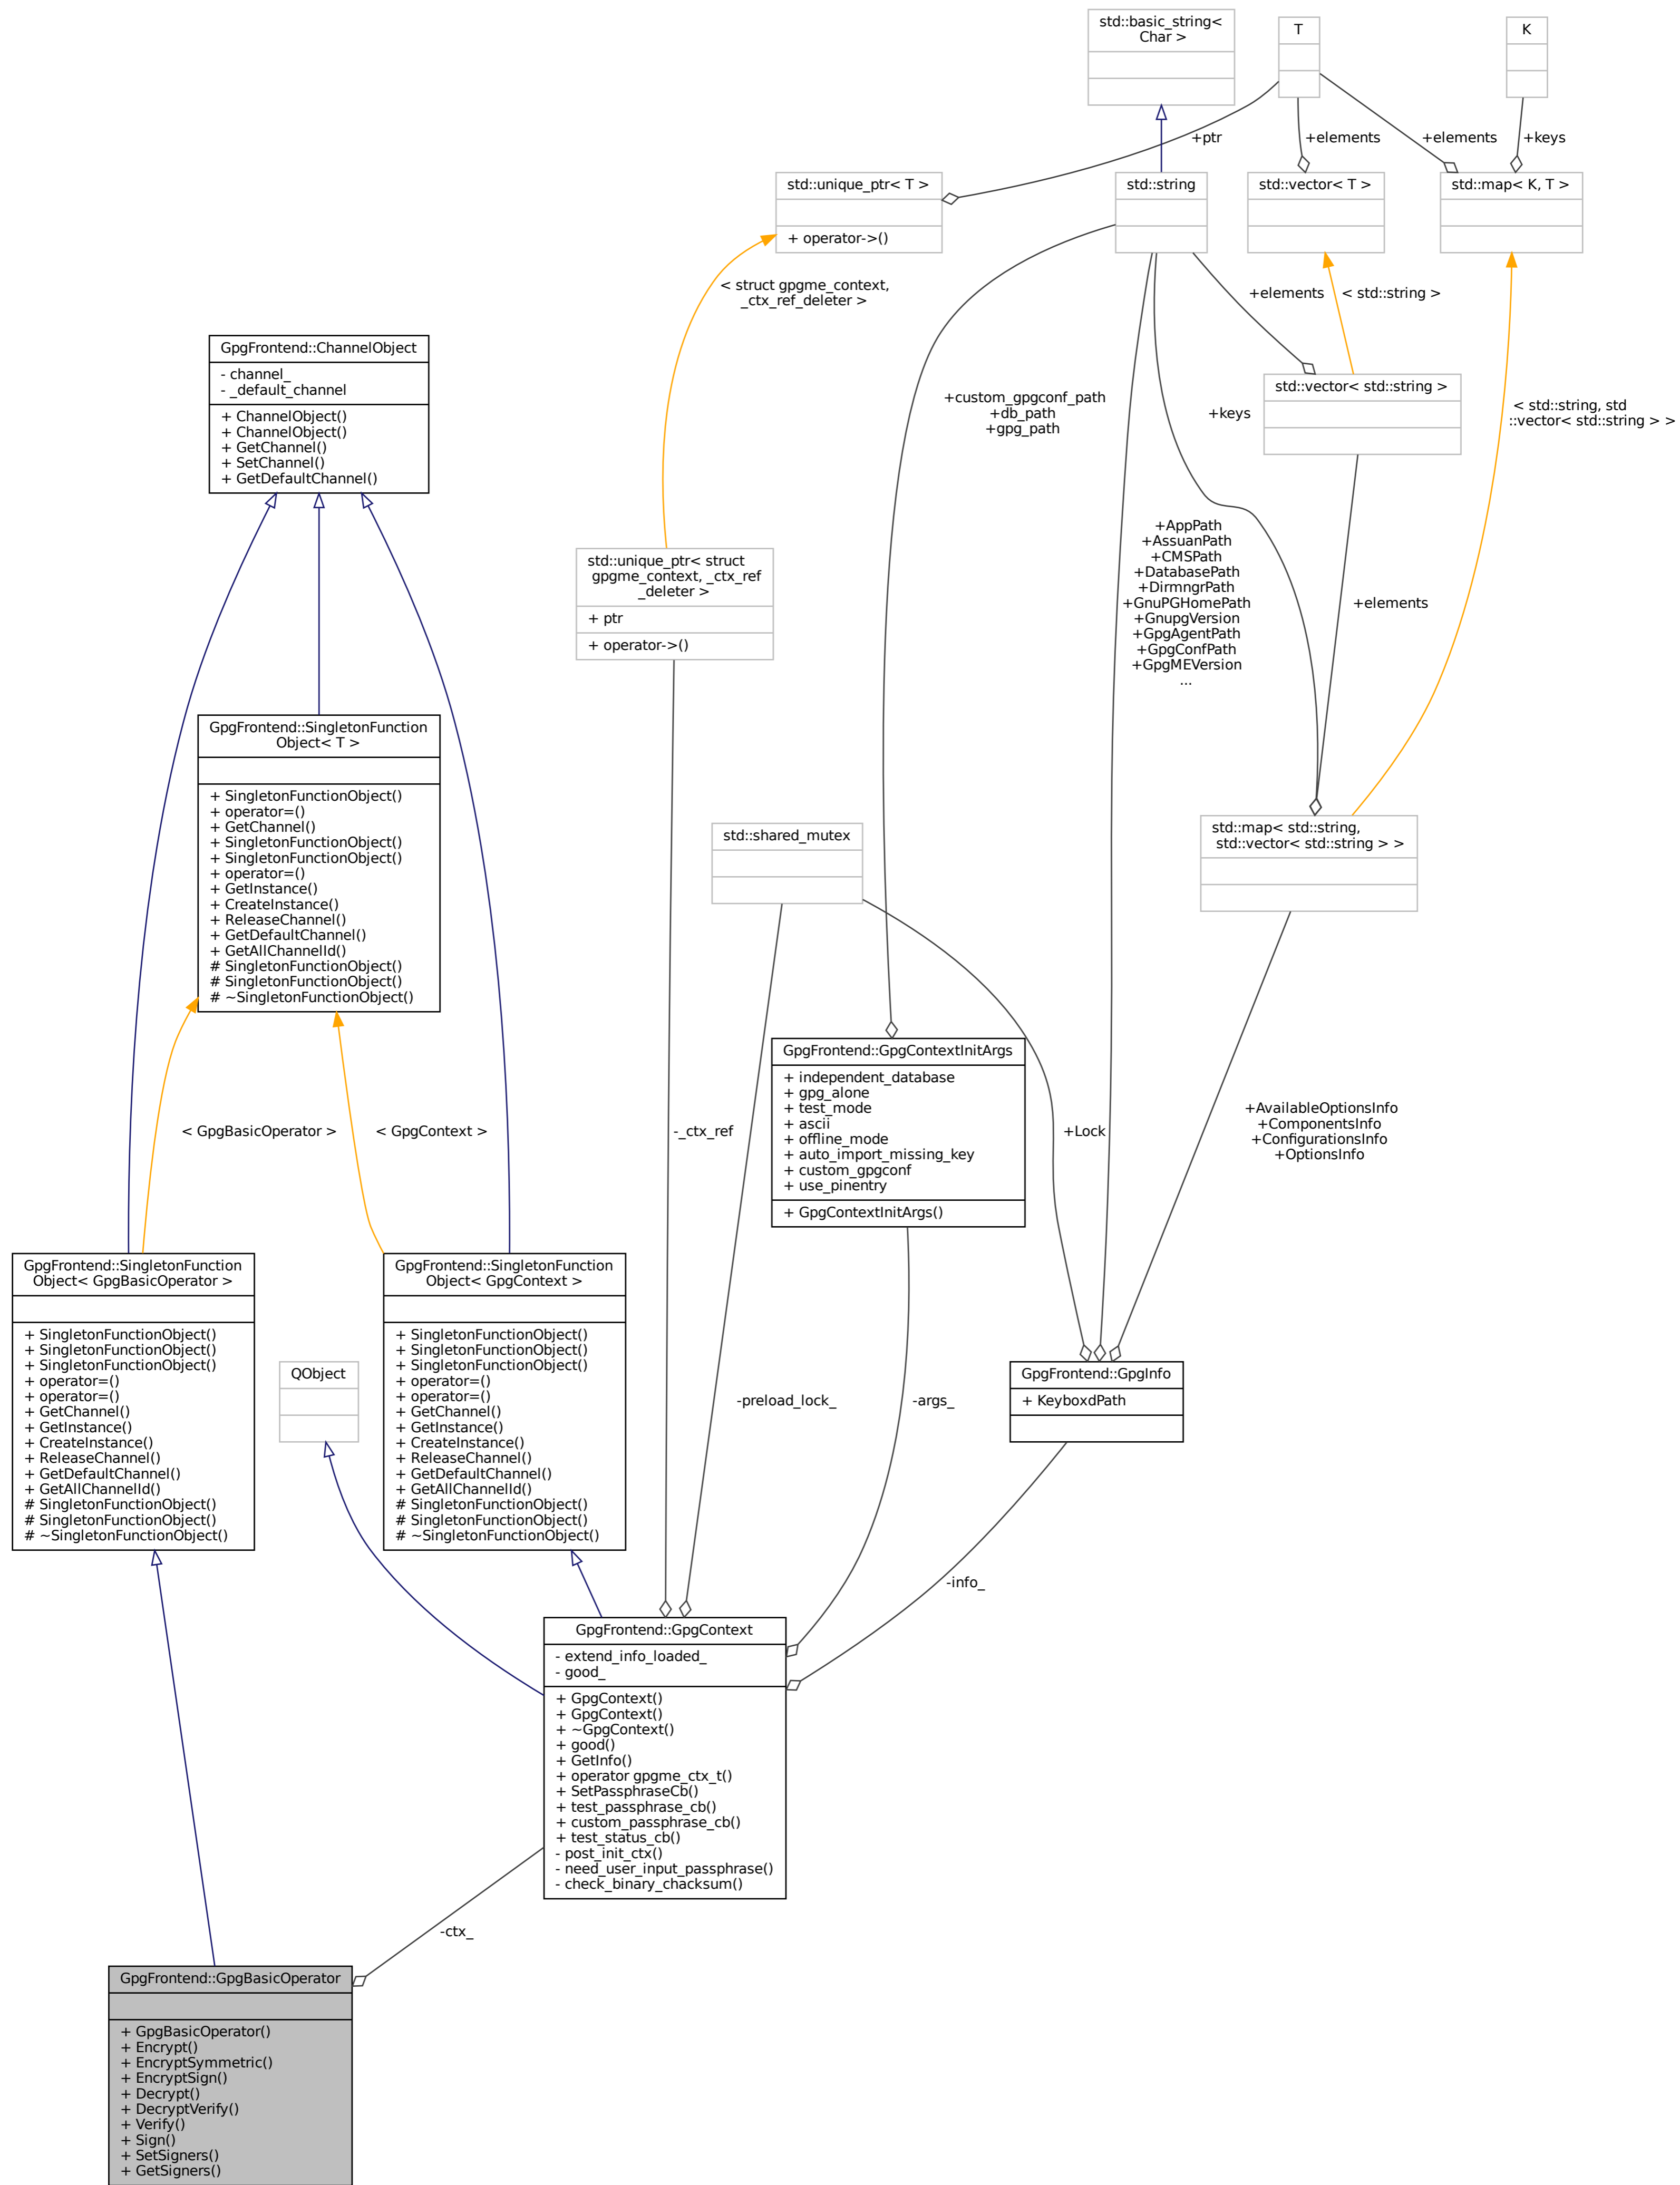 std::basic_string<
Char >
T
K
+ptr
+elements
+elements
+keys
std::unique_ptr< T >
+ operator->()
std::string
std::vector< T >
std::map< K, T >
< struct gpgme_context,
_ctx_ref_deleter >
+elements
< std::string >
GpgFrontend::ChannelObject
- channel_
- _default_channel
+ ChannelObject()
+ ChannelObject()
+ GetChannel()
+ SetChannel()
+ GetDefaultChannel()
+custom_gpgconf_path
+db_path
+gpg_path
+keys
std::vector< std::string >
< std::string, std
::vector< std::string > >
std::unique_ptr< struct
gpgme_context, _ctx_ref
_deleter >
+ ptr
+ operator->()
+AppPath
+AssuanPath
+CMSPath
+DatabasePath
+DirmngrPath
+GnuPGHomePath
+GnupgVersion
+GpgAgentPath
+GpgConfPath
+GpgMEVersion
...
+elements
GpgFrontend::SingletonFunction
Object< T >
+ SingletonFunctionObject()
+ operator=()
+ GetChannel()
+ SingletonFunctionObject()
+ SingletonFunctionObject()
+ operator=()
+ GetInstance()
+ CreateInstance()
+ ReleaseChannel()
+ GetDefaultChannel()
+ GetAllChannelId()
# SingletonFunctionObject()
# SingletonFunctionObject()
# ~SingletonFunctionObject()
std::shared_mutex
std::map< std::string,
std::vector< std::string > >
< GpgBasicOperator >
< GpgContext >
-_ctx_ref
GpgFrontend::GpgContextInitArgs
+ independent_database
+ gpg_alone
+ test_mode
+ ascii
+ offline_mode
+ auto_import_missing_key
+ custom_gpgconf
+ use_pinentry
+ GpgContextInitArgs()
+Lock
+AvailableOptionsInfo
+ComponentsInfo
+ConfigurationsInfo
+OptionsInfo
GpgFrontend::SingletonFunction
Object< GpgBasicOperator >
+ SingletonFunctionObject()
+ SingletonFunctionObject()
+ SingletonFunctionObject()
+ operator=()
+ operator=()
+ GetChannel()
+ GetInstance()
+ CreateInstance()
+ ReleaseChannel()
+ GetDefaultChannel()
+ GetAllChannelId()
# SingletonFunctionObject()
# SingletonFunctionObject()
# ~SingletonFunctionObject()
QObject
GpgFrontend::SingletonFunction
Object< GpgContext >
+ SingletonFunctionObject()
+ SingletonFunctionObject()
+ SingletonFunctionObject()
+ operator=()
+ operator=()
+ GetChannel()
+ GetInstance()
+ CreateInstance()
+ ReleaseChannel()
+ GetDefaultChannel()
+ GetAllChannelId()
# SingletonFunctionObject()
# SingletonFunctionObject()
# ~SingletonFunctionObject()
-preload_lock_
-args_
GpgFrontend::GpgInfo
+ KeyboxdPath
-info_
GpgFrontend::GpgContext
- extend_info_loaded_
- good_
+ GpgContext()
+ GpgContext()
+ ~GpgContext()
+ good()
+ GetInfo()
+ operator gpgme_ctx_t()
+ SetPassphraseCb()
+ test_passphrase_cb()
+ custom_passphrase_cb()
+ test_status_cb()
- post_init_ctx()
- need_user_input_passphrase()
- check_binary_chacksum()
-ctx_
GpgFrontend::GpgBasicOperator
+ GpgBasicOperator()
+ Encrypt()
+ EncryptSymmetric()
+ EncryptSign()
+ Decrypt()
+ DecryptVerify()
+ Verify()
+ Sign()
+ SetSigners()
+ GetSigners()